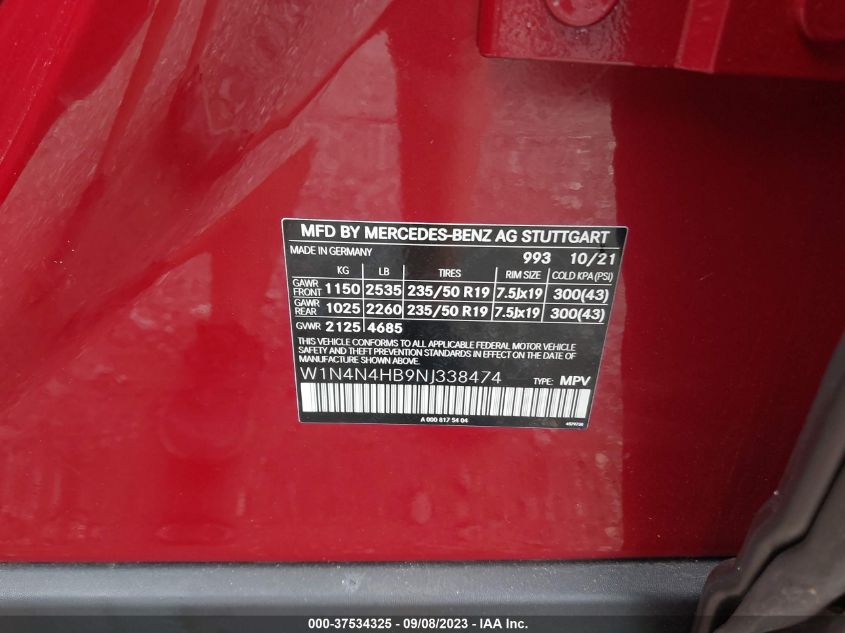 MFD BY MERCEDES-BENZ AG STUTTGART
MADE IN GERMANY 993 10/21
KG LB TIRES RIM SIZE COLD KPA (PSI)
GAWR FRONT 1150 2535 235/50 R19 7.5Jx19 300(43)
GAWR REAR 1025 2260 235/50 R19 7.5Jx19 300(43)
GVWR 2125 4685
THIS VEHICLE CONFORMS TO ALL APPLICABLE FEDERAL MOTOR VEHICLE
SAFETY AND THEFT PREVENTION STANDARDS IN EFFECT ON THE DATE OF
MANUFACTURE SHOWN ABOVE.
W1N4N4HB9NJ338474 TYPE: MPV
A 000 817 54 04
000-37534325 - 09/08/2023 - © IAA Inc.